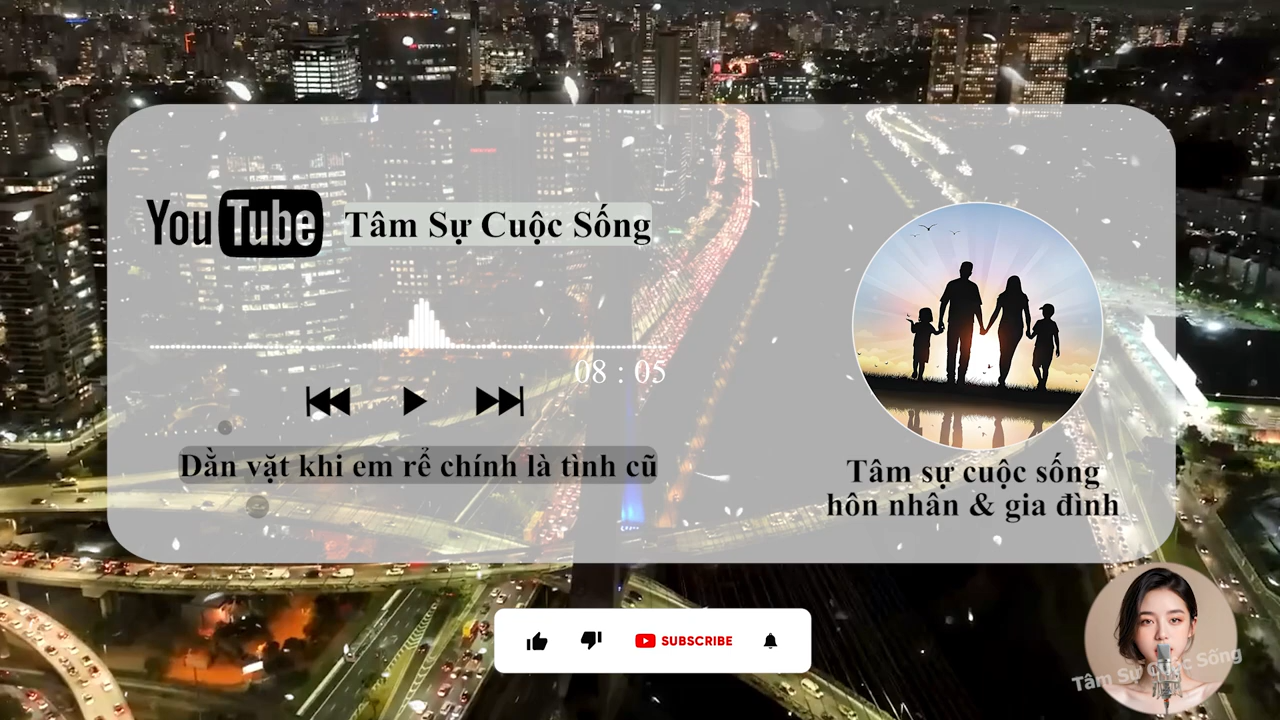 YouTube Tâm Sự Cuộc Sống
08 : 05
Dằn vặt khi em rể chính là tình cũ
Tâm sự cuộc sống
hôn nhân & gia đình
SUBSCRIBE
Tâm Sự Cuộc Sống